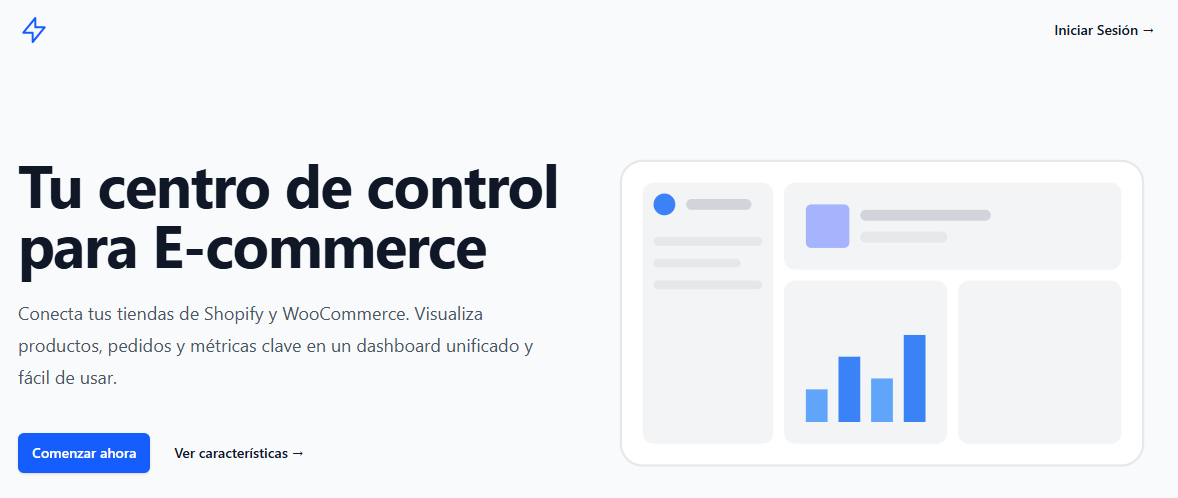 Iniciar Sesión →
Tu centro de control
para E-commerce
Conecta tus tiendas de Shopify y WooCommerce. Visualiza
productos, pedidos y métricas clave en un dashboard unificado y
fácil de usar.
Comenzar ahora
Ver características →